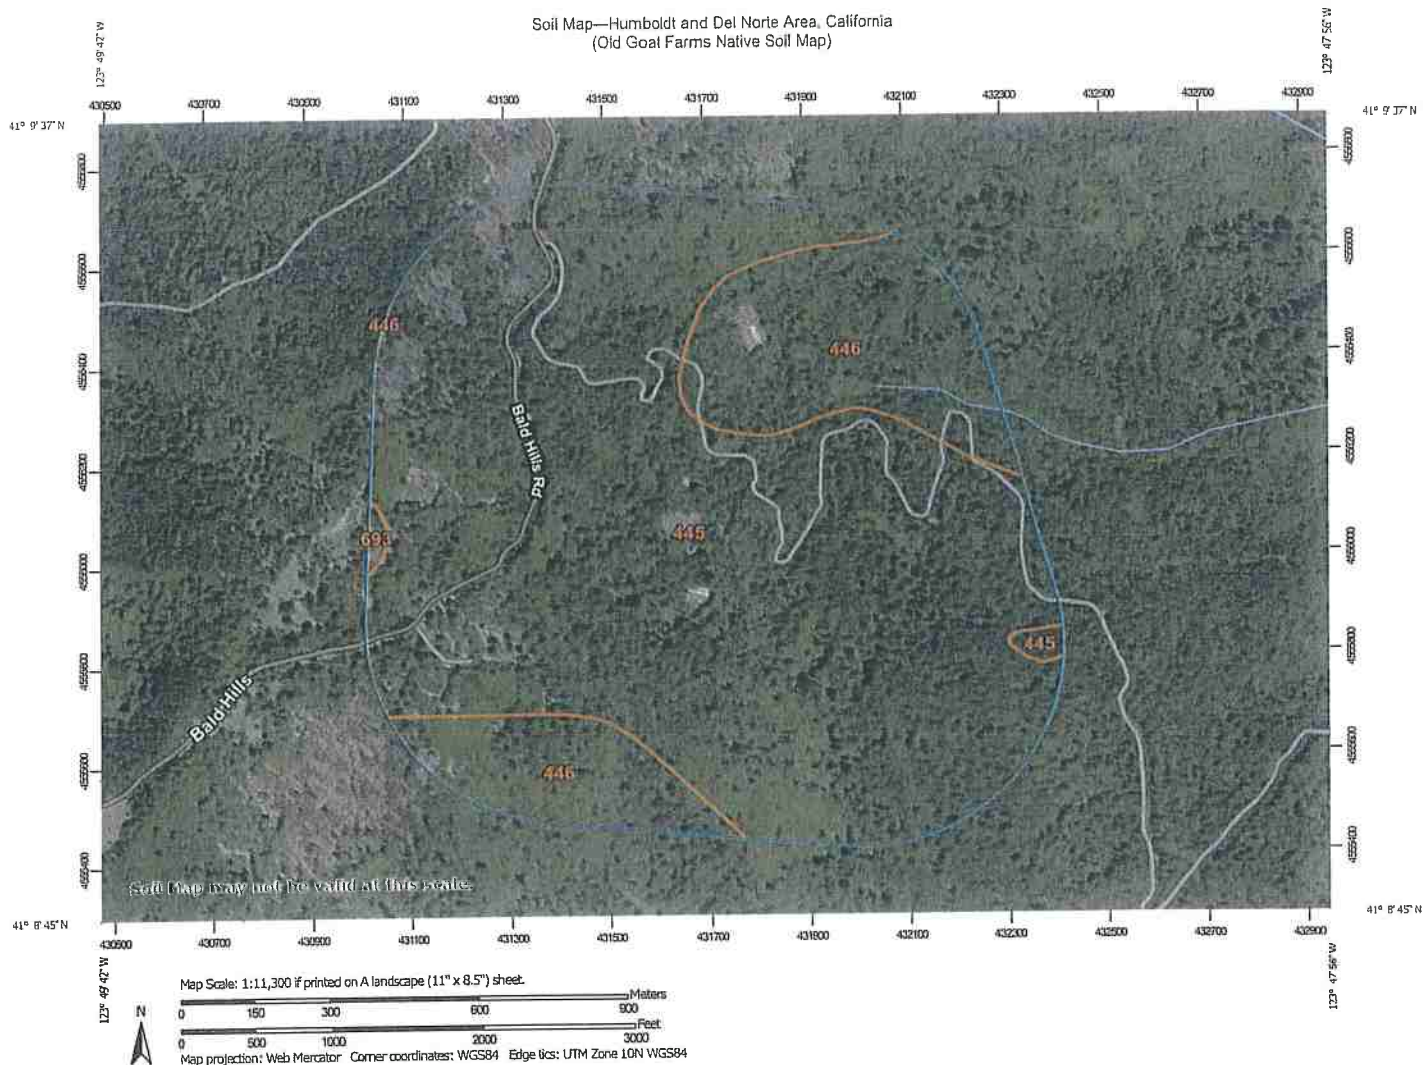 Soil Map—Humboldt and Del Norte Area, California
(Old Goat Farms Native Soil Map)
123° 49' 42" W
123° 47' 56" W
430500 430700 430900 431100 431300 431500 431700 431900 432100 432300 432500 432700 432900
41° 9' 37" N
41° 9' 37" N
446
446
Bald Hills Rd
693
445
445
Bald Hills
446
Soil Map may not be valid at this scale.
41° 8' 45" N
41° 8' 45" N
430500 430700 430900 431100 431300 431500 431700 431900 432100 432300 432500 432700 432900
123° 49' 42" W
123° 47' 56" W
Map Scale: 1:11,300 if printed on A landscape (11" x 8.5") sheet.
Meters
0 150 300 600 900
N
Feet
0 500 1000 2000 3000
Map projection: Web Mercator Corner coordinates: WGS84 Edge tics: UTM Zone 10N WGS84